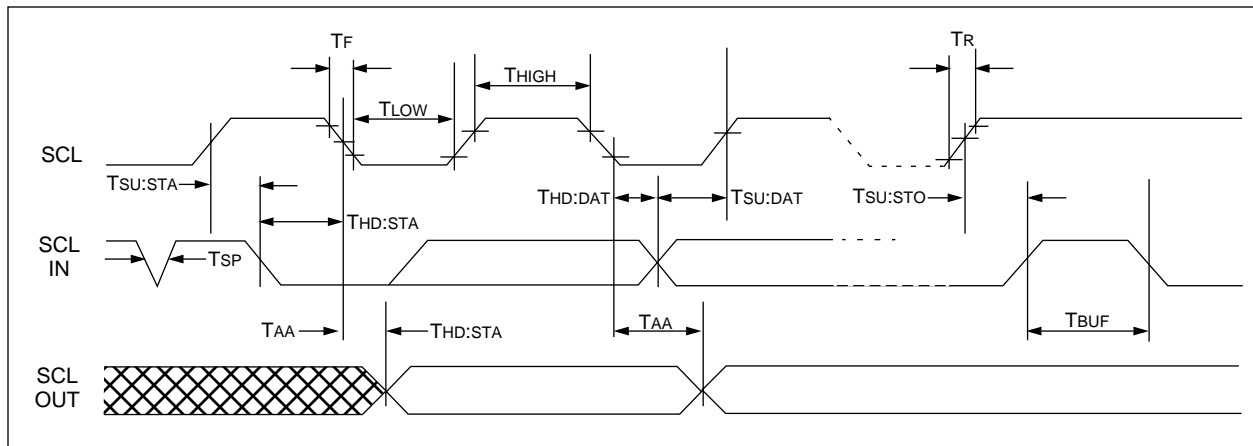 TF
TR
THIGH
TLOW
SCL
TSU:STA
THD:DAT
TSU:DAT
TSU:STO
THD:STA
SCL
IN
TSP
TAA
THD:STA
TAA
TBUF
SCL
OUT